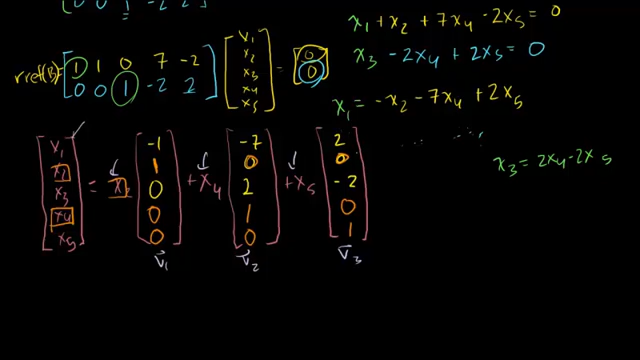 x₁ + x₂ + 7x₄ - 2x₅ = 0
x₃ - 2x₄ + 2x₅ = 0
rref(B) = [1 1 0 7 -2; 0 0 1 -2 2] [x₁; x₂; x₃; x₄; x₅] = [0; 0]
x₁ = -x₂ - 7x₄ + 2x₅
x₃ = 2x₄ - 2x₅
[x₁; x₂; x₃; x₄; x₅] = x₂ [-1; 1; 0; 0; 0] + x₄ [-7; 0; 2; 1; 0] + x₅ [2; 0; -2; 0; 1]
v⃗₁ v⃗₂ v⃗₃